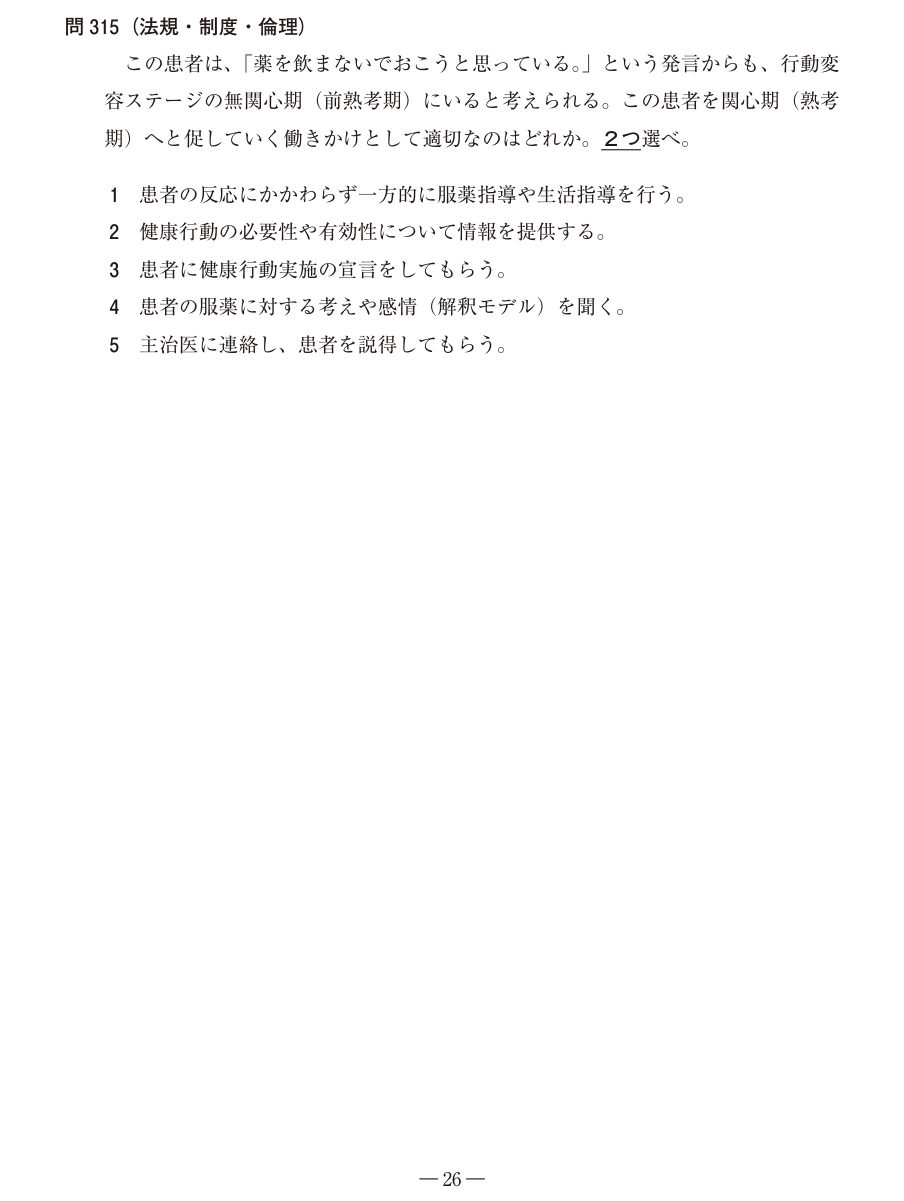 問 315（法規・制度・倫理）
この患者は、「薬を飲まないでおこうと思っている。」という発言からも、行動変
容ステージの無関心期（前熟考期）にいると考えられる。この患者を関心期（熟考
期）へと促していく働きかけとして適切なのはどれか。２つ選べ。
1 患者の反応にかかわらず一方的に服薬指導や生活指導を行う。
2 健康行動の必要性や有効性について情報を提供する。
3 患者に健康行動実施の宣言をしてもらう。
4 患者の服薬に対する考えや感情（解釈モデル）を聞く。
5 主治医に連絡し、患者を説得してもらう。
― 26 ―